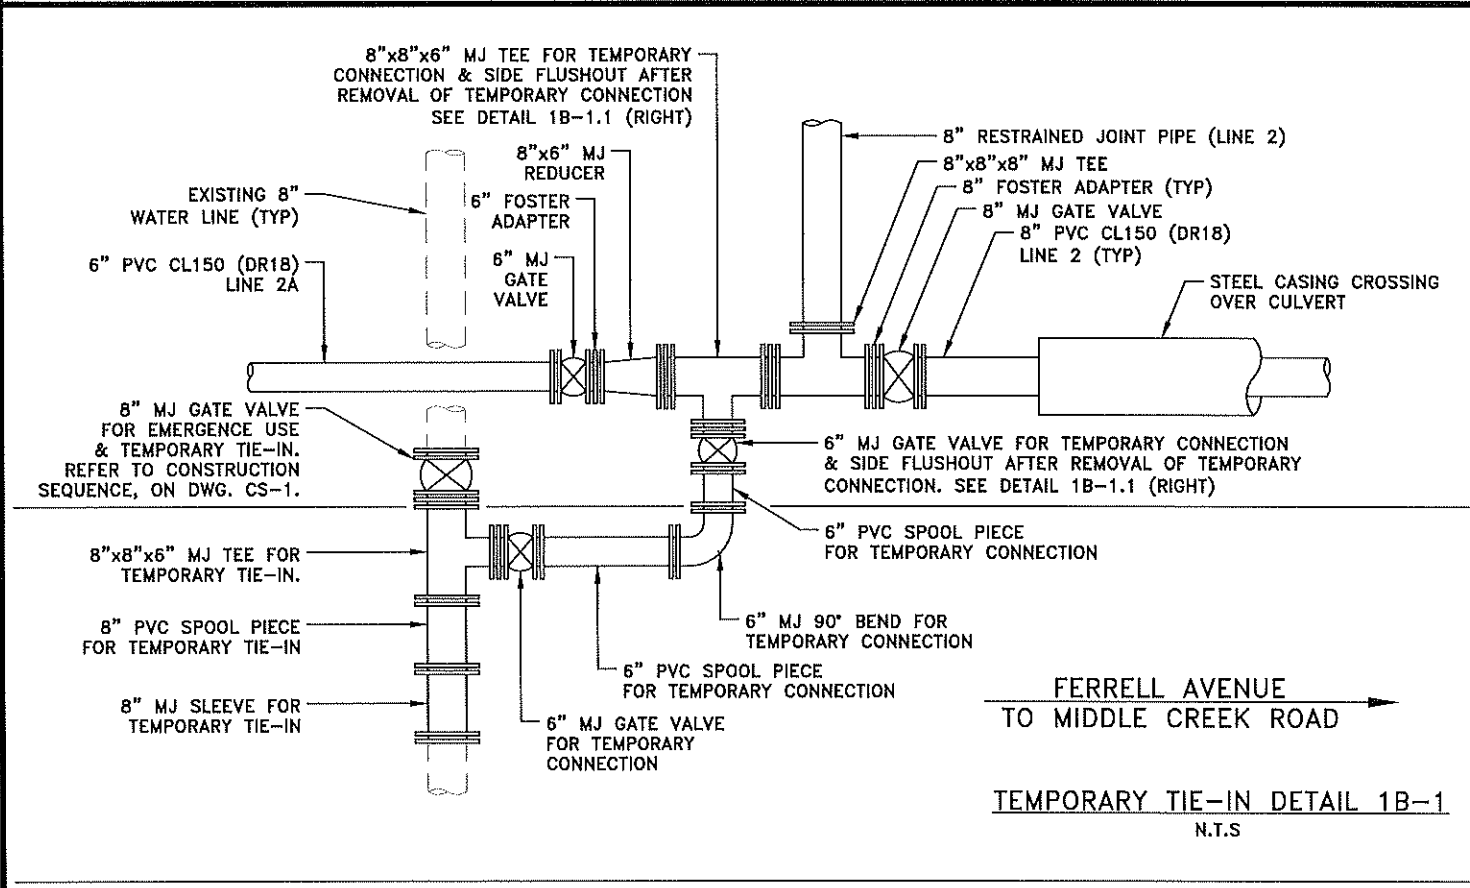 8"x8"x6" MJ TEE FOR TEMPORARY
CONNECTION & SIDE FLUSHOUT AFTER
REMOVAL OF TEMPORARY CONNECTION
SEE DETAIL 1B-1.1 (RIGHT)
8"x6" MJ
REDUCER
EXISTING 8"
WATER LINE (TYP)
6" FOSTER
ADAPTER
6" PVC CL150 (DR18)
LINE 2A
6" MJ
GATE
VALVE
8" RESTRAINED JOINT PIPE (LINE 2)
8"x8"x8" MJ TEE
8" FOSTER ADAPTER (TYP)
8" MJ GATE VALVE
8" PVC CL150 (DR18)
LINE 2 (TYP)
STEEL CASING CROSSING
OVER CULVERT
8" MJ GATE VALVE
FOR EMERGENCE USE
& TEMPORARY TIE-IN.
REFER TO CONSTRUCTION
SEQUENCE, ON DWG. CS-1.
6" MJ GATE VALVE FOR TEMPORARY CONNECTION
& SIDE FLUSHOUT AFTER REMOVAL OF TEMPORARY
CONNECTION. SEE DETAIL 1B-1.1 (RIGHT)
6" PVC SPOOL PIECE
FOR TEMPORARY CONNECTION
8"x8"x6" MJ TEE FOR
TEMPORARY TIE-IN.
8" PVC SPOOL PIECE
FOR TEMPORARY TIE-IN
6" MJ 90° BEND FOR
TEMPORARY CONNECTION
6" PVC SPOOL PIECE
FOR TEMPORARY CONNECTION
8" MJ SLEEVE FOR
TEMPORARY TIE-IN
6" MJ GATE VALVE
FOR TEMPORARY
CONNECTION
FERRELL AVENUE
TO MIDDLE CREEK ROAD
TEMPORARY TIE-IN DETAIL 1B-1
N.T.S